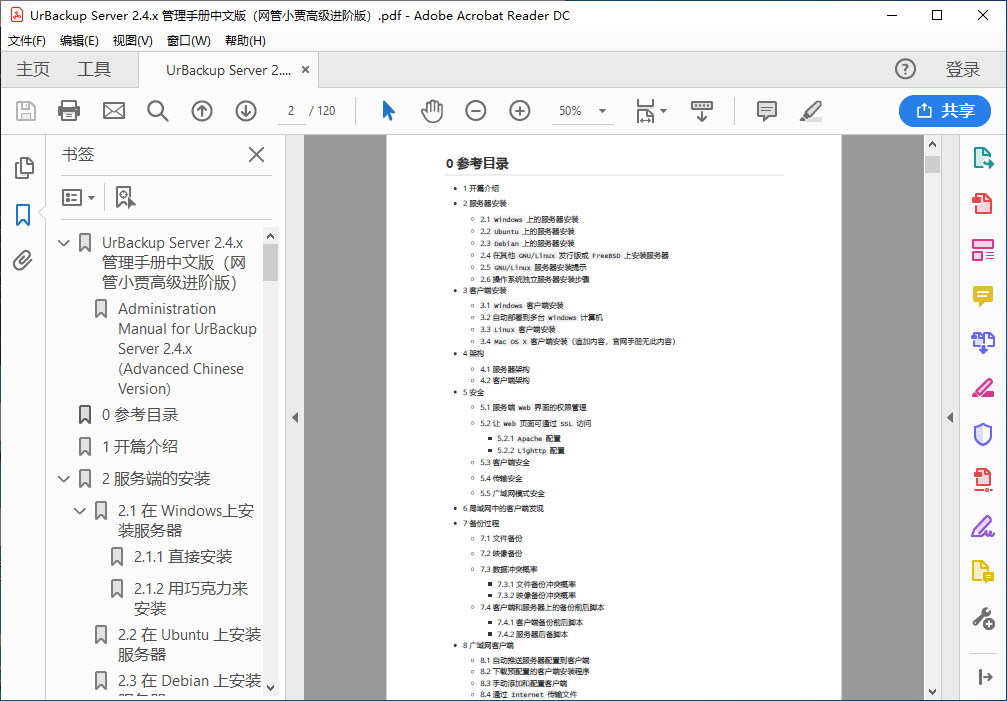 UrBackup Server 2.4.x 管理手册中文版（网管小贾高级进阶版）.pdf - Adobe Acrobat Reader DC
文件(F) 编辑(E) 视图(V) 窗口(W) 帮助(H)
主页 工具 UrBackup Server 2.... × 登录
2 / 120 50% 共享
书签
UrBackup Server 2.4.x
管理手册中文版（网
管小贾高级进阶版）
Administration
Manual for UrBackup
Server 2.4.x
(Advanced Chinese
Version)
0 参考目录
1 开篇介绍
2 服务端的安装
2.1 在 Windows上安
装服务器
2.1.1 直接安装
2.1.2 用巧克力来
安装
2.2 在 Ubuntu 上安装
服务器
2.3 在 Debian 上安装
服务器
0 参考目录
1 开篇介绍
2 服务器安装
2.1 Windows 上的服务器安装
2.2 Ubuntu 上的服务器安装
2.3 Debian 上的服务器安装
2.4 在其他 GNU/Linux 发行版或 FreeBSD 上安装服务器
2.5 GNU/Linux 服务器安装提示
2.6 操作系统独立服务器安装步骤
3 客户端安装
3.1 Windows 客户端安装
3.2 自动部署到多台 Windows 计算机
3.3 Linux 客户端安装
3.4 Mac OS X 客户端安装（追加内容，官网手册无此内容）
4 架构
4.1 服务器架构
4.2 客户端架构
5 安全
5.1 服务端 Web 界面的权限管理
5.2 让 Web 页面可通过 SSL 访问
5.2.1 Apache 配置
5.2.2 Lighttp 配置
5.3 客户端安全
5.4 传输安全
5.5 广域网模式安全
6 局域网中的客户端发现
7 备份过程
7.1 文件备份
7.2 映像备份
7.3 数据冲突概率
7.3.1 文件备份冲突概率
7.3.2 映像备份冲突概率
7.4 客户端和服务器上的备份前后脚本
7.4.1 客户端备份前后脚本
7.4.2 服务器后备脚本
8 广域网客户端
8.1 自动推送服务器配置到客户端
8.2 下载预配置的客户端安装程序
8.3 手动添加和配置客户端
8.4 通过 Internet 传输文件